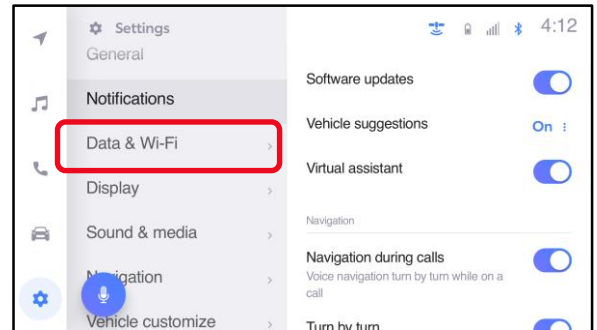 Settings
4:12
General
Notifications
Data & Wi-Fi
Display
Sound & media
Navigation
Vehicle customize
Software updates
Vehicle suggestions
On
Virtual assistant
Navigation
Navigation during calls
Voice navigation turn by turn while on a
call
Turn by turn